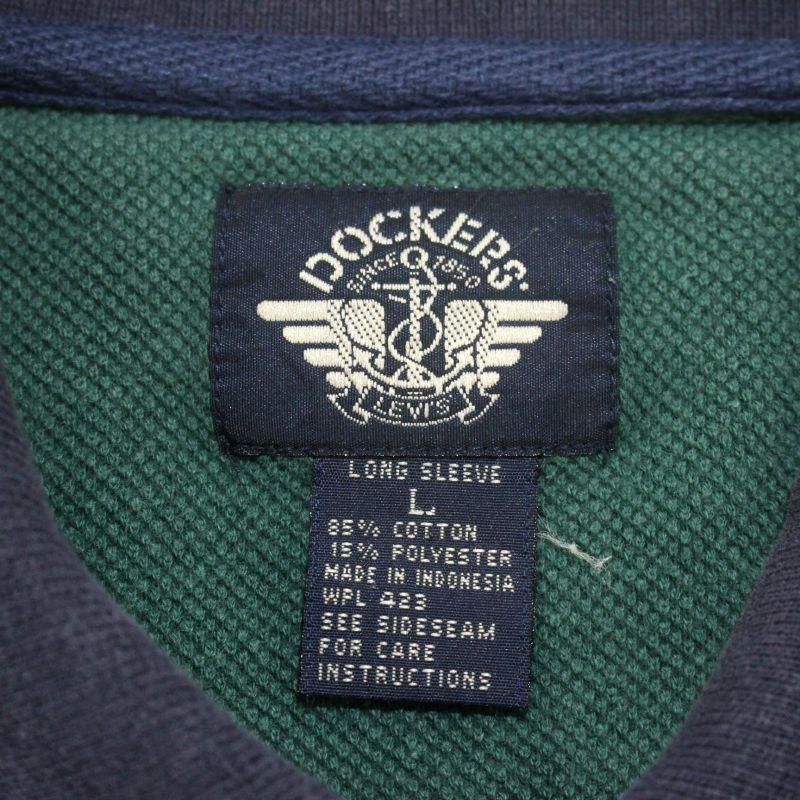 DOCKERS
SINCE 1850
LEVI'S
LONG SLEEVE
L
85% COTTON
15% POLYESTER
MADE IN INDONESIA
WPL 423
SEE SIDESEAM
FOR CARE
INSTRUCTIONS